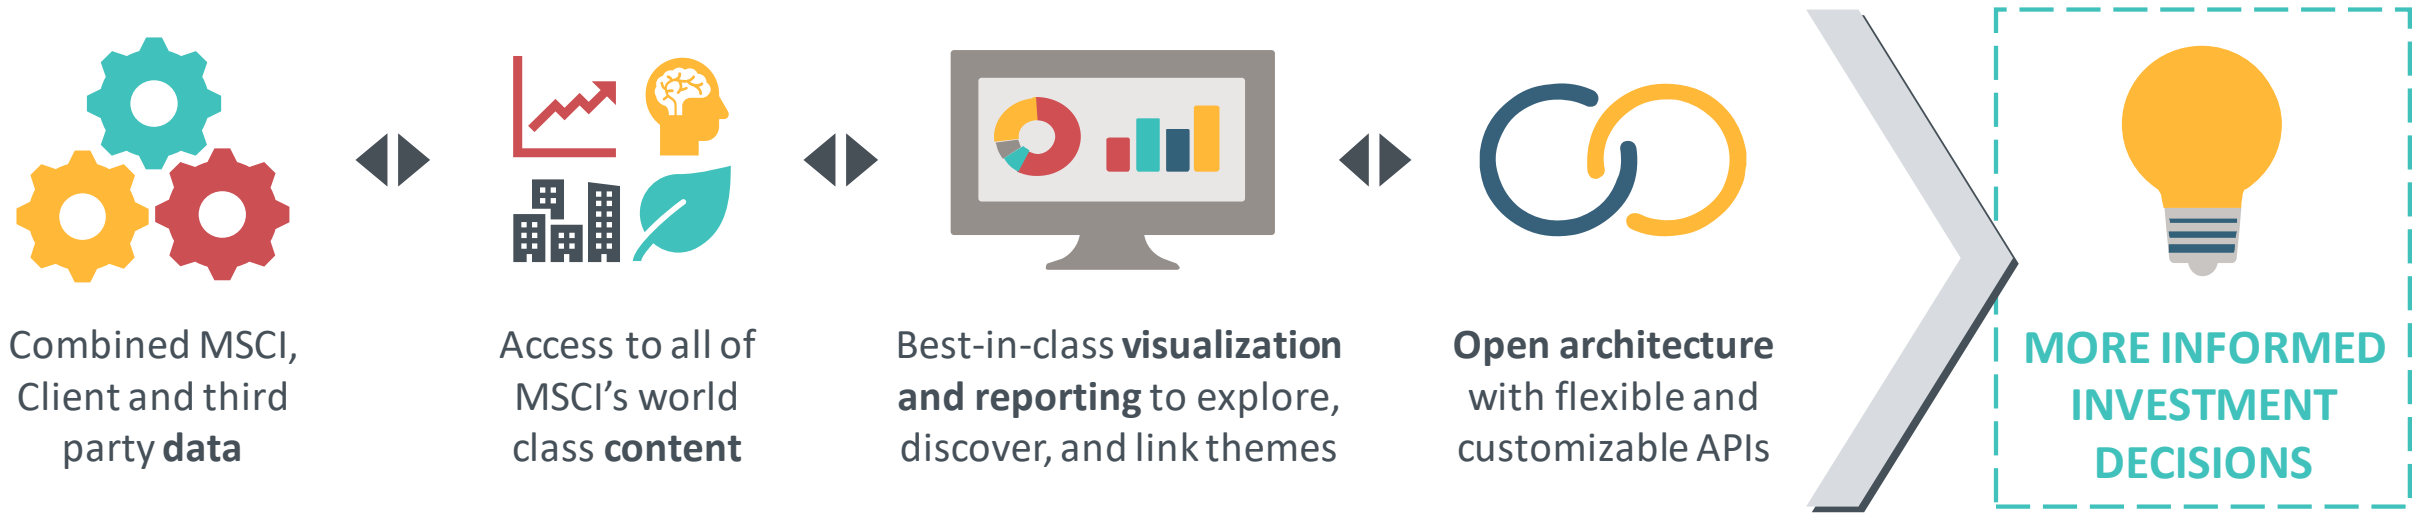 Combined MSCI,
Client and third
party data
Access to all of
MSCI’s world
class content
Best-in-class visualization
and reporting to explore,
discover, and link themes
Open architecture
with flexible and
customizable APIs
MORE INFORMED
INVESTMENT
DECISIONS